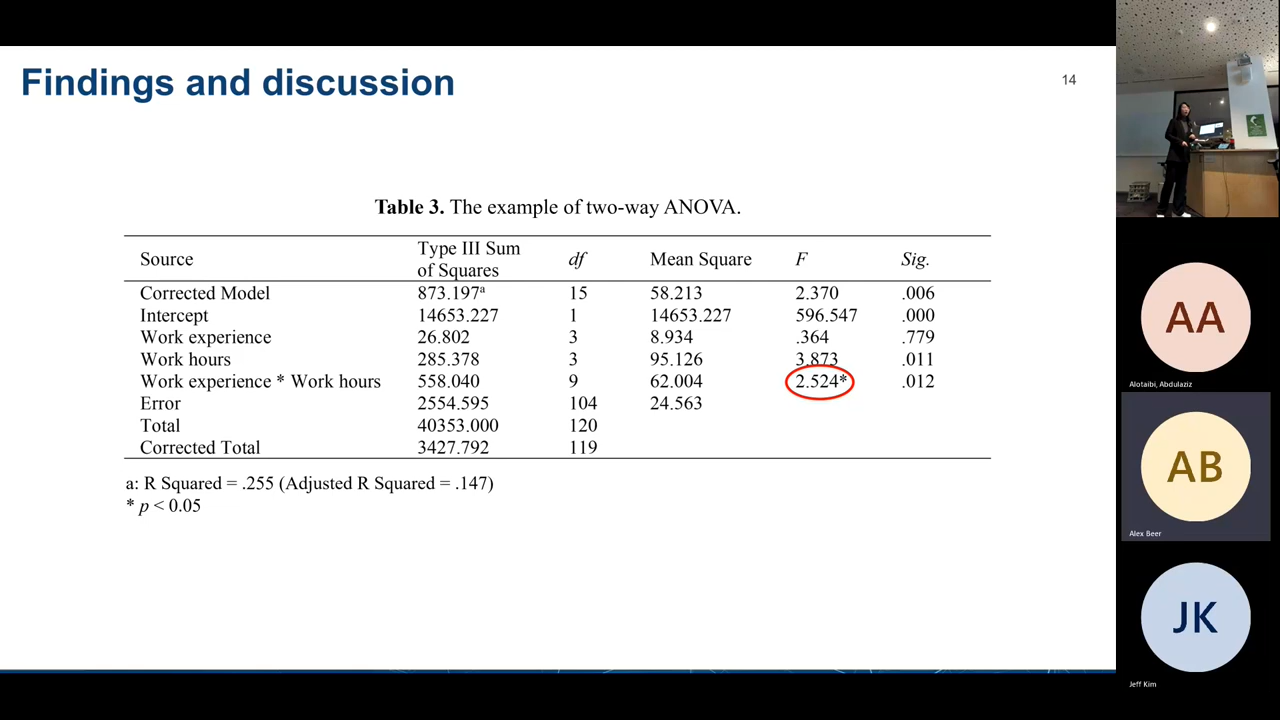 Findings and discussion
14
Table 3. The example of two-way ANOVA.
Source Type III Sum of Squares df Mean Square F Sig.
Corrected Model 873.197a 15 58.213 2.370 .006
Intercept 14653.227 1 14653.227 596.547 .000
Work experience 26.802 3 8.934 .364 .779
Work hours 285.378 3 95.126 3.873 .011
Work experience * Work hours 558.040 9 62.004 2.524* .012
Error 2554.595 104 24.563
Total 40353.000 120
Corrected Total 3427.792 119
a: R Squared = .255 (Adjusted R Squared = .147)
* p < 0.05
AA
Alotaibi, Abdulaziz
AB
Alex Beer
JK
Jeff Kim